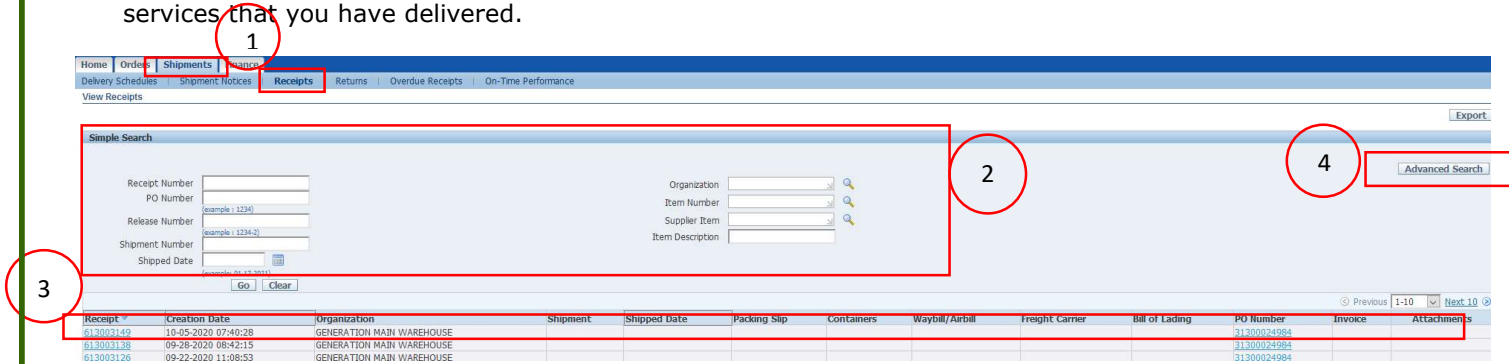 services that you have delivered.
1
Home Orders Shipments Finance
Delivery Schedules | Shipment Notices | Receipts | Returns | Overdue Receipts | On-Time Performance
View Receipts
Export
Simple Search
2
4
Advanced Search
Receipt Number
Organization
PO Number
(example : 1234)
Item Number
Release Number
(example : 1234-2)
Supplier Item
Shipment Number
Item Description
Shipped Date
(example: 01-17-2021)
3
Go Clear
Previous 1-10 Next 10
Receipt Creation Date Organization Shipment Shipped Date Packing Slip Containers Waybill/Airbill Freight Carrier Bill of Lading PO Number Invoice Attachments
613003149 10-05-2020 07:40:28 GENERATION MAIN WAREHOUSE 31300024984
613003138 09-28-2020 08:42:15 GENERATION MAIN WAREHOUSE 31300024984
613003126 09-22-2020 11:08:53 GENERATION MAIN WAREHOUSE 31300024984